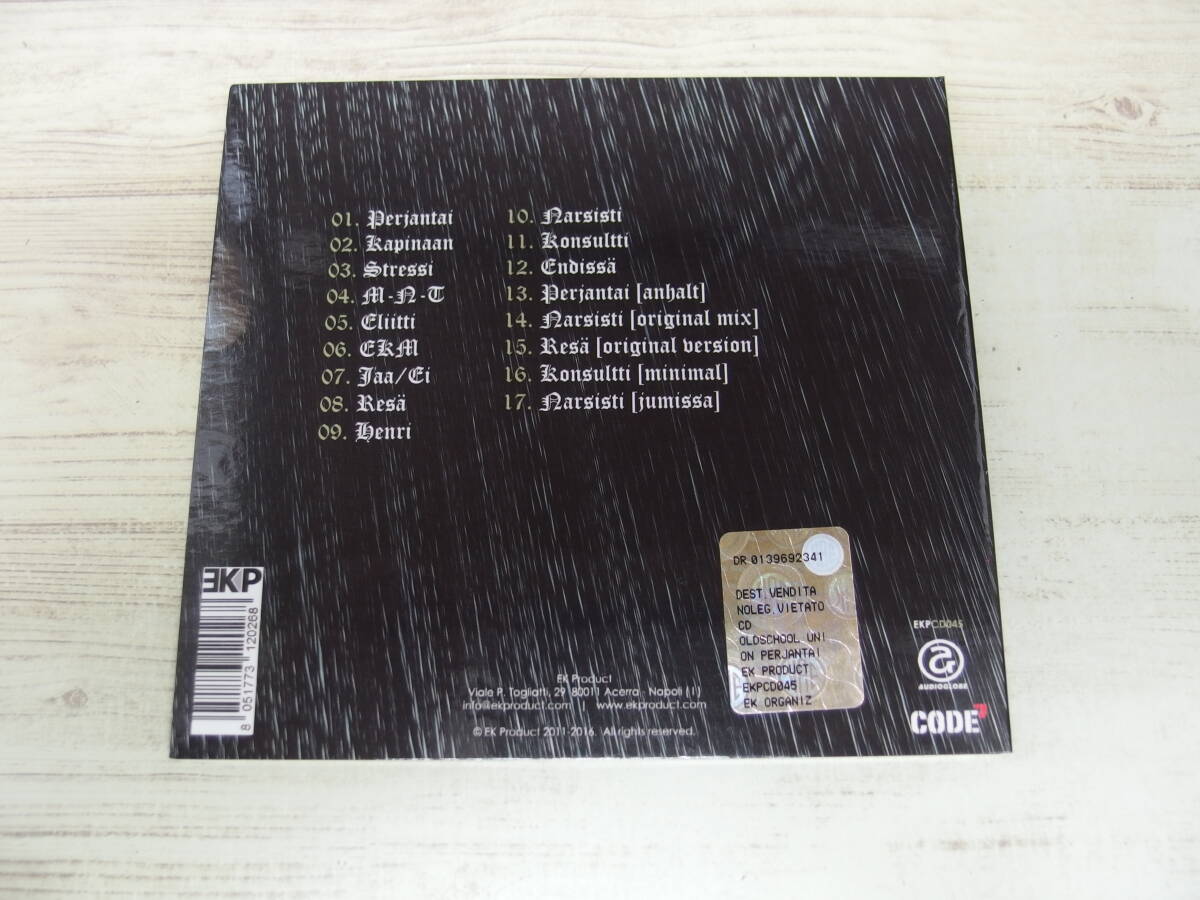 01. Perjantai
02. Kapinaan
03. Stressi
04. M-N-T
05. Eliitti
06. EKM
07. Jaa/Ei
08. Resä
09. Henri
10. Narsisti
11. Konsultti
12. Endissä
13. Perjantai [anhalt]
14. Narsisti [original mix]
15. Resä [original version]
16. Konsultti [minimal]
17. Narsisti [jumissa]
EKP
8 051773 120268
EK Product
Viale P. Togliatti, 29 80011 Acerra - Napoli (I)
info@ekproduct.com | www.ekproduct.com
© EK Product 2011-2016. All rights reserved.
DR 0139692341
DEST.VENDITA
NOLEG.VIETATO
CD
OLDSCHOOL UNI
ON PERJANTAI
EK PRODUCT
EKPCD045
EK ORGANIZ
EKPCD045
AUDIOGLOBE
CODE7